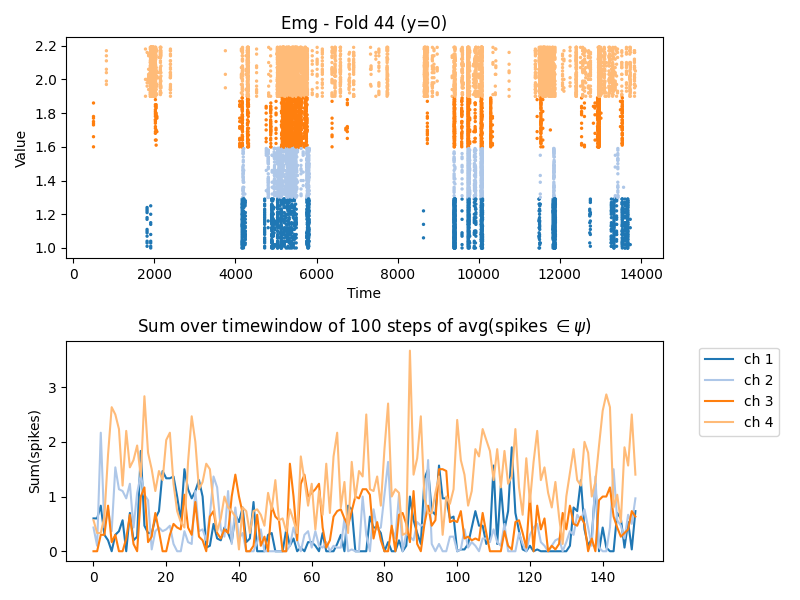 Emg - Fold 44 (y=0)
2.2
2.0
1.8
1.6
1.4
1.2
1.0
Value
0 2000 4000 6000 8000 10000 12000 14000
Time
Sum over timewindow of 100 steps of avg(spikes ∈ ψ)
3
2
1
0
Sum(spikes)
0 20 40 60 80 100 120 140
ch 1
ch 2
ch 3
ch 4